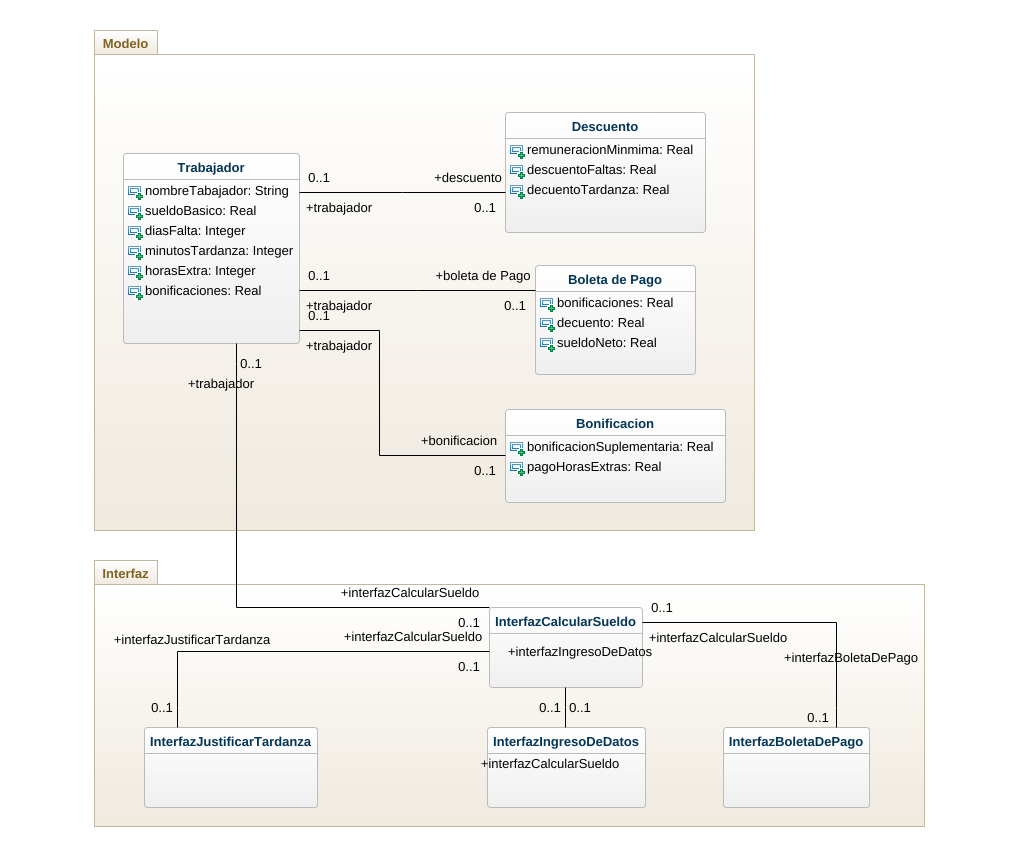 Modelo
Trabajador
nombreTabajador: String
sueldoBasico: Real
diasFalta: Integer
minutosTardanza: Integer
horasExtra: Integer
bonificaciones: Real
0..1
+descuento
+trabajador
0..1
Descuento
remuneracionMinmima: Real
descuentoFaltas: Real
decuentoTardanza: Real
0..1
+boleta de Pago
+trabajador
0..1
Boleta de Pago
bonificaciones: Real
decuento: Real
sueldoNeto: Real
0..1
+trabajador
+bonificacion
0..1
Bonificacion
bonificacionSuplementaria: Real
pagoHorasExtras: Real
0..1
+trabajador
Interfaz
+interfazCalcularSueldo
0..1
InterfazCalcularSueldo
0..1
+interfazJustificarTardanza
+interfazCalcularSueldo
+interfazCalcularSueldo
0..1
+interfazIngresoDeDatos
+interfazBoletaDePago
0..1
0..1
0..1
0..1
InterfazJustificarTardanza
InterfazIngresoDeDatos
InterfazBoletaDePago
+interfazCalcularSueldo